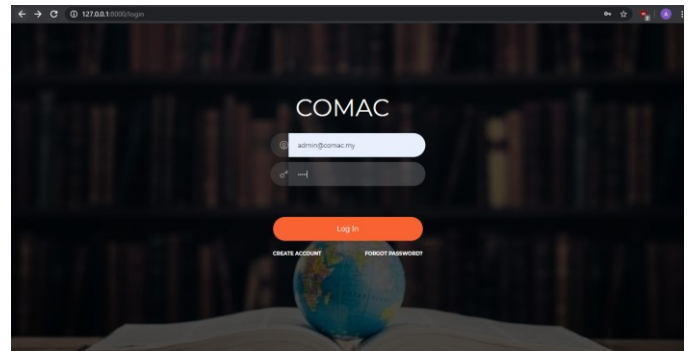 127.0.0.1:8000/login
COMAC
admin@comac.my
Log In
CREATE ACCOUNT FORGOT PASSWORD?